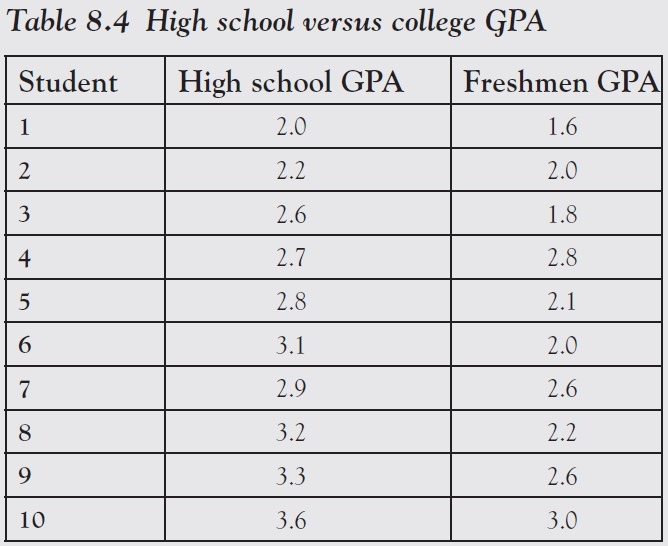 Table 8.4 High school versus college GPA
Student High school GPA Freshmen GPA
1 2.0 1.6
2 2.2 2.0
3 2.6 1.8
4 2.7 2.8
5 2.8 2.1
6 3.1 2.0
7 2.9 2.6
8 3.2 2.2
9 3.3 2.6
10 3.6 3.0